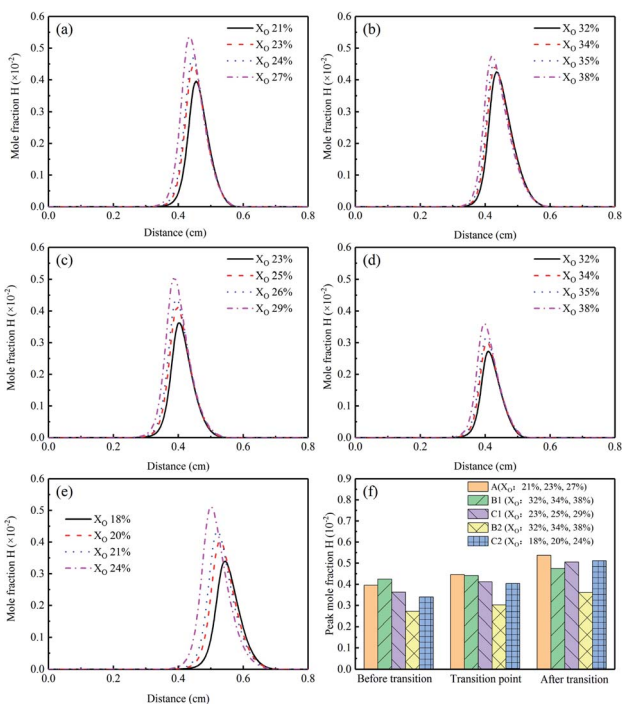 (a)
X_O 21%
X_O 23%
X_O 24%
X_O 27%
Mole fraction H (×10⁻²)
0.6
0.5
0.4
0.3
0.2
0.1
0.0
0.0 0.2 0.4 0.6 0.8
Distance (cm)
(b)
X_O 32%
X_O 34%
X_O 35%
X_O 38%
Mole fraction H (×10⁻²)
0.6
0.5
0.4
0.3
0.2
0.1
0.0
0.0 0.2 0.4 0.6 0.8
Distance (cm)
(c)
X_O 23%
X_O 25%
X_O 26%
X_O 29%
Mole fraction H (×10⁻²)
0.6
0.5
0.4
0.3
0.2
0.1
0.0
0.0 0.2 0.4 0.6 0.8
Distance (cm)
(d)
X_O 32%
X_O 34%
X_O 35%
X_O 38%
Mole fraction H (×10⁻²)
0.6
0.5
0.4
0.3
0.2
0.1
0.0
0.0 0.2 0.4 0.6 0.8
Distance (cm)
(e)
X_O 18%
X_O 20%
X_O 21%
X_O 24%
Mole fraction H (×10⁻²)
0.6
0.5
0.4
0.3
0.2
0.1
0.0
0.0 0.2 0.4 0.6 0.8
Distance (cm)
(f)
A(X_O: 21%, 23%, 27%)
B1 (X_O: 32%, 34%, 38%)
C1 (X_O: 23%, 25%, 29%)
B2 (X_O: 32%, 34%, 38%)
C2 (X_O: 18%, 20%, 24%)
Peak mole fraction H (10⁻²)
0.9
0.8
0.7
0.6
0.5
0.4
0.3
0.2
0.1
0.0
Before transition Transition point After transition